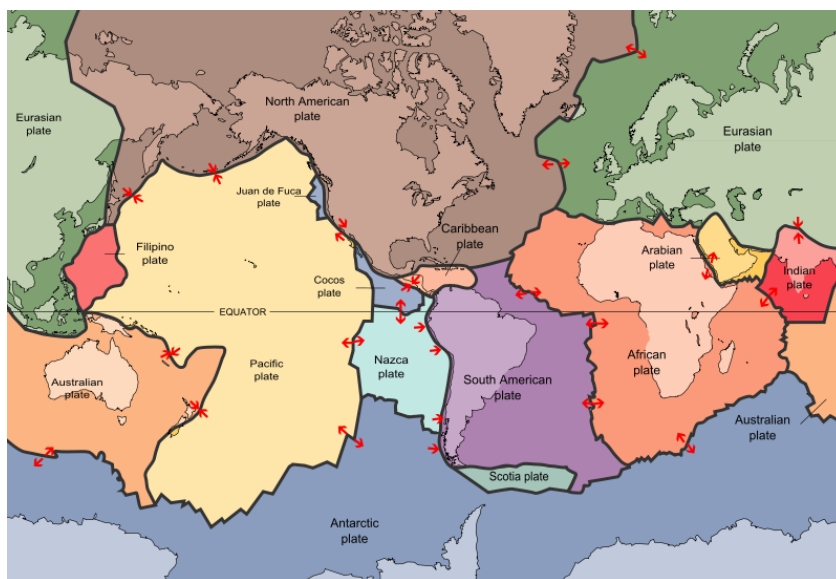 North American
plate
Eurasian
plate
Eurasian
plate
Juan de Fuca
plate
Caribbean
plate
Filipino
plate
Arabian
plate
Indian
plate
Cocos
plate
EQUATOR
Nazca
plate
Pacific
plate
African
plate
Australian
plate
South American
plate
Australian
plate
Scotia plate
Antarctic
plate